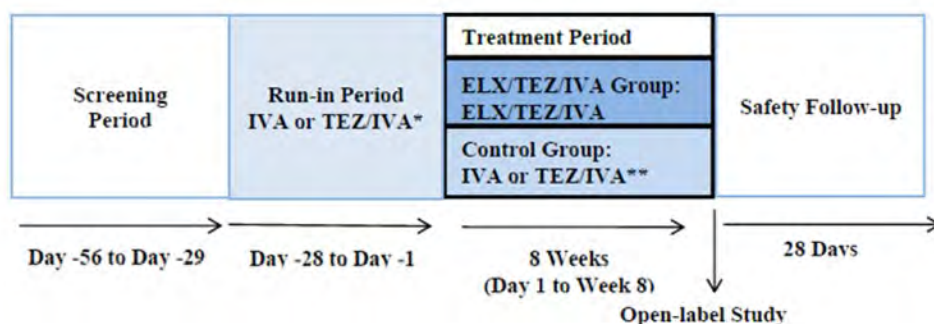 Screening
Period
Run-in Period
IVA or TEZ/IVA*
Treatment Period
ELX/TEZ/IVA Group:
ELX/TEZ/IVA
Control Group:
IVA or TEZ/IVA**
Safety Follow-up
Day -56 to Day -29
Day -28 to Day -1
8 Weeks
(Day 1 to Week 8)
28 Days
Open-label Study